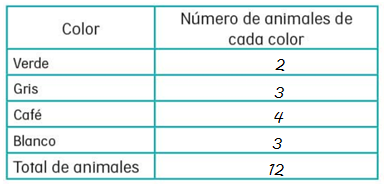 Color Número de animales de
cada color
Verde 2
Gris 3
Café 4
Blanco 3
Total de animales 12